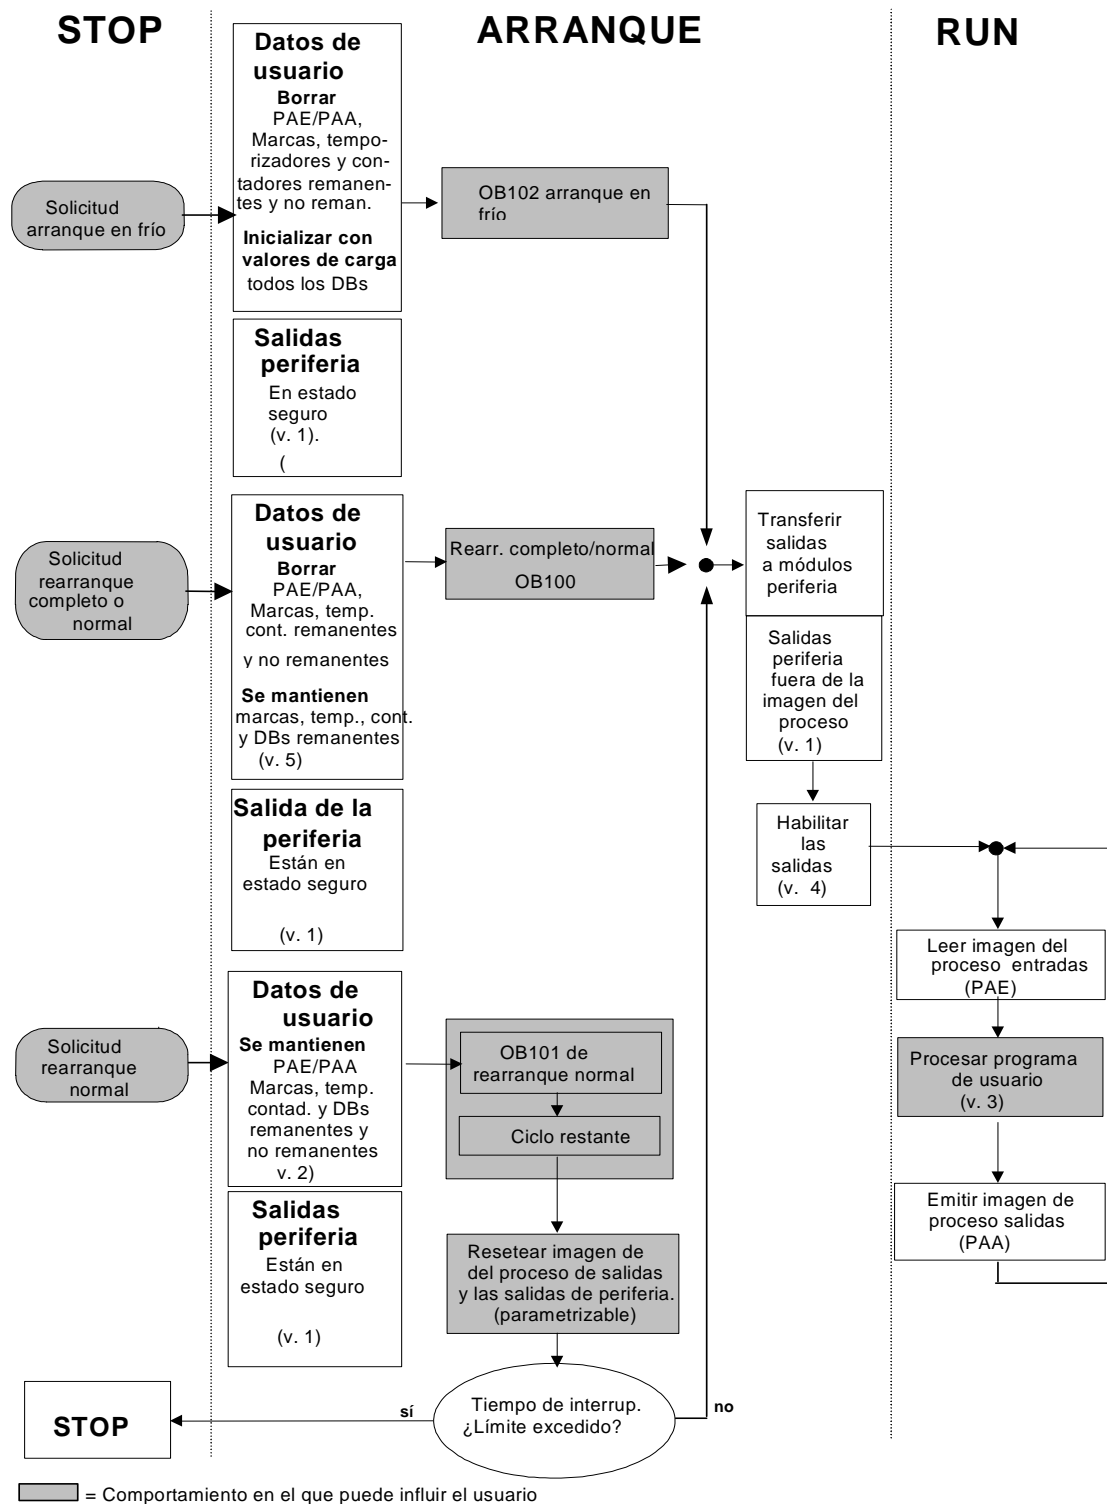 STOP
ARRANQUE
RUN
Datos de
usuario
Borrar
PAE/PAA,
Marcas, tempo-
rizadores y con-
tadores remanen-
tes y no reman.
Inicializar con
valores de carga
todos los DBs
Solicitud
arranque en frío
OB102 arranque en
frío
Salidas
periferia
En estado
seguro
(v. 1).
(
Solicitud
rearranque
completo o
normal
Datos de
usuario
Borrar
PAE/PAA,
Marcas, temp.
cont. remanentes
y no remanentes
Se mantienen
marcas, temp., cont.
y DBs remanentes
(v. 5)
Rearr. completo/normal
OB100
Transferir
salidas
a módulos
periferia
Salidas
periferia
fuera de la
imagen del
proceso
(v. 1)
Salida de la
periferia
Están en
estado seguro
(v. 1)
Habilitar
las
salidas
(v. 4)
Leer imagen del
proceso entradas
(PAE)
Procesar programa
de usuario
(v. 3)
Emitir imagen de
proceso salidas
(PAA)
Solicitud
rearranque
normal
Datos de
usuario
Se mantienen
PAE/PAA
Marcas, temp.
contad. y DBs
remanentes y
no remanentes
v. 2)
OB101 de
rearranque normal
Ciclo restante
Salidas
periferia
Están en
estado seguro
(v. 1)
Resetear imagen de
del proceso de salidas
y las salidas de periferia.
(parametrizable)
Tiempo de interrup.
¿Límite excedido?
sí
no
STOP
= Comportamiento en el que puede influir el usuario